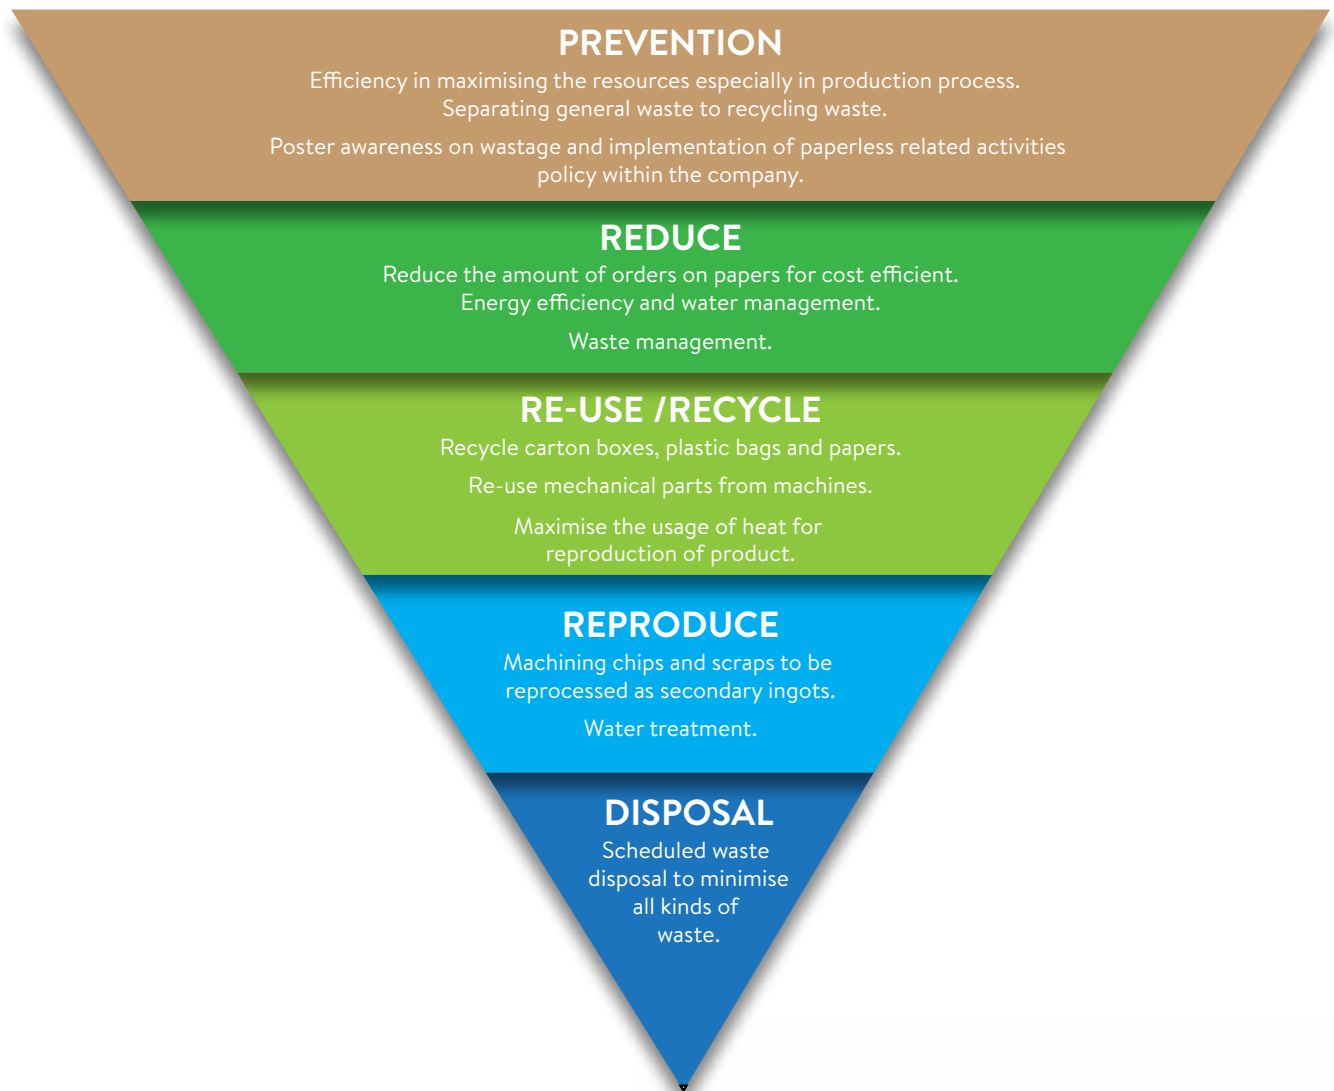 PREVENTION
Efficiency in maximising the resources especially in production process.
Separating general waste to recycling waste.
Poster awareness on wastage and implementation of paperless related activities
policy within the company.
REDUCE
Reduce the amount of orders on papers for cost efficient.
Energy efficiency and water management.
Waste management.
RE-USE /RECYCLE
Recycle carton boxes, plastic bags and papers.
Re-use mechanical parts from machines.
Maximise the usage of heat for
reproduction of product.
REPRODUCE
Machining chips and scraps to be
reprocessed as secondary ingots.
Water treatment.
DISPOSAL
Scheduled waste
disposal to minimise
all kinds of
waste.